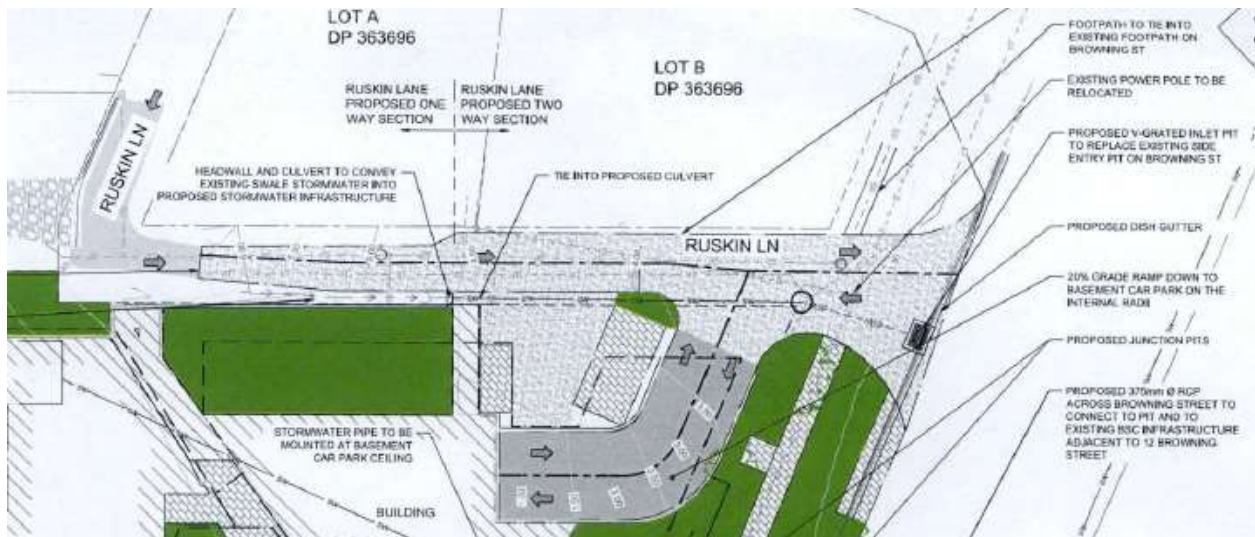 LOT A
DP 363696
LOT B
DP 363696
RUSKIN LANE
PROPOSED ONE
WAY SECTION
RUSKIN LANE
PROPOSED TWO
WAY SECTION
RUSKIN LN
HEADWALL AND CULVERT TO CONVEY
EXISTING SWALE STORMWATER INTO
PROPOSED STORMWATER INFRASTRUCTURE
TIE INTO PROPOSED CULVERT
RUSKIN LN
FOOTPATH TO TIE INTO
EXISTING FOOTPATH ON
BROWNING ST
EXISTING POWER POLE TO BE
RELOCATED
PROPOSED V-GRATED INLET PIT
TO REPLACE EXISTING SIDE
ENTRY PIT ON BROWNING ST
PROPOSED DISH GUTTER
20% GRADE RAMP DOWN TO
BASEMENT CAR PARK ON THE
INTERNAL RADII
PROPOSED JUNCTION PITS
PROPOSED 375mm Ø RCP
ACROSS BROWNING STREET TO
CONNECT TO PIT AND TO
EXISTING BSC INFRASTRUCTURE
ADJACENT TO 12 BROWNING
STREET
STORMWATER PIPE TO BE
MOUNTED AT BASEMENT
CAR PARK CEILING
BUILDING